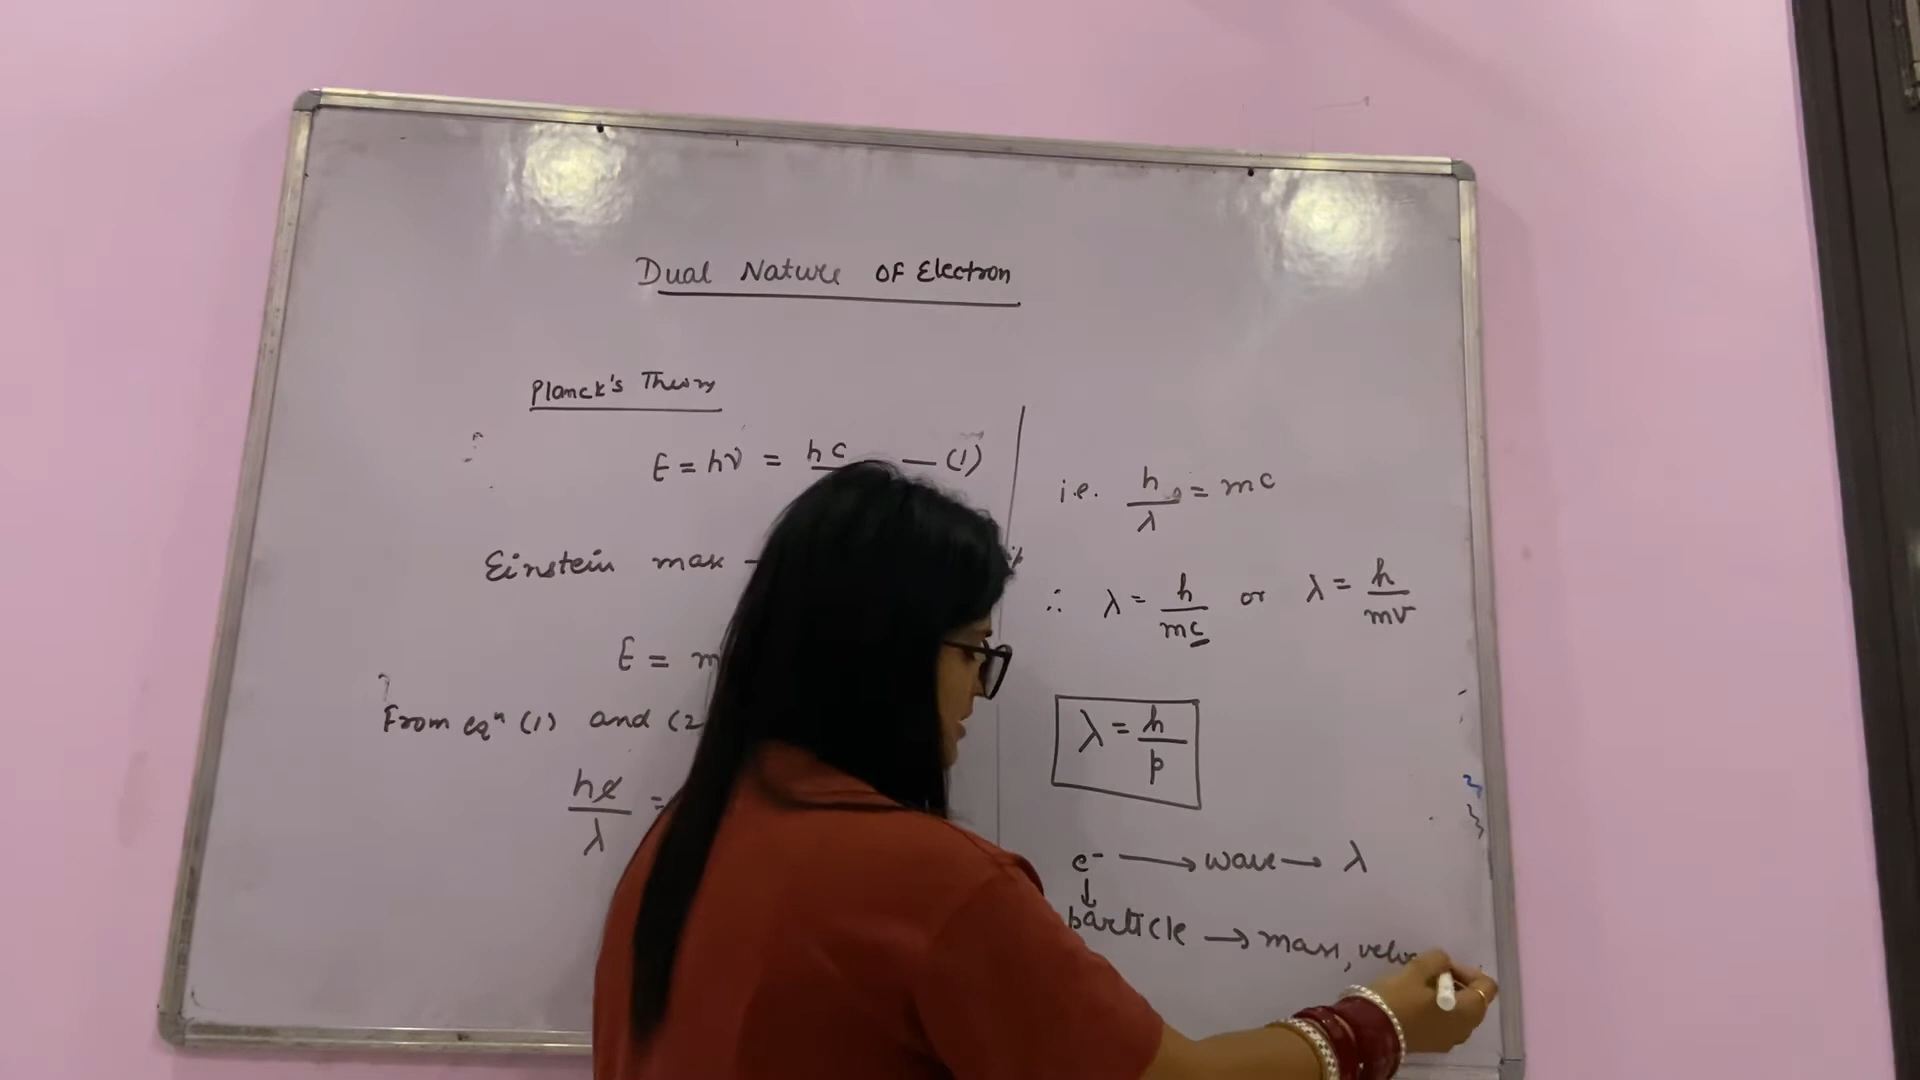 Dual Nature OF Electron
Planck's Theory
E = hν = hc — (1)
Einstein mass
E = m
From eqⁿ (1) and (2
hc/λ =
i.e. h/λ = mc
∴ λ = h/mc or λ = h/mv
λ = h/p
e⁻ → wave → λ
↓
particle → mass, velo